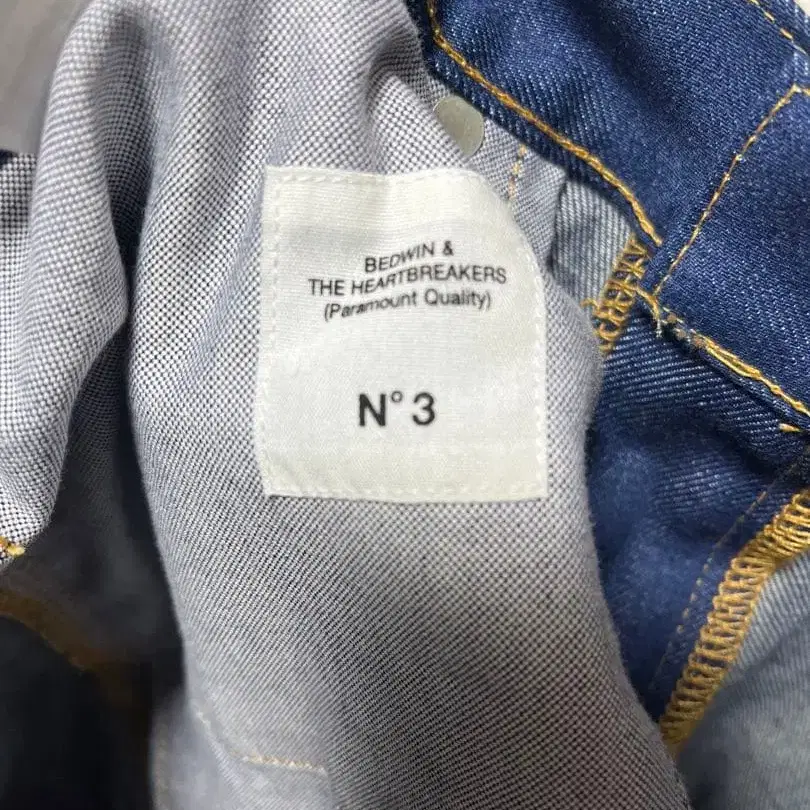 BEDWIN &
THE HEARTBREAKERS
(Paramount Quality)
N° 3